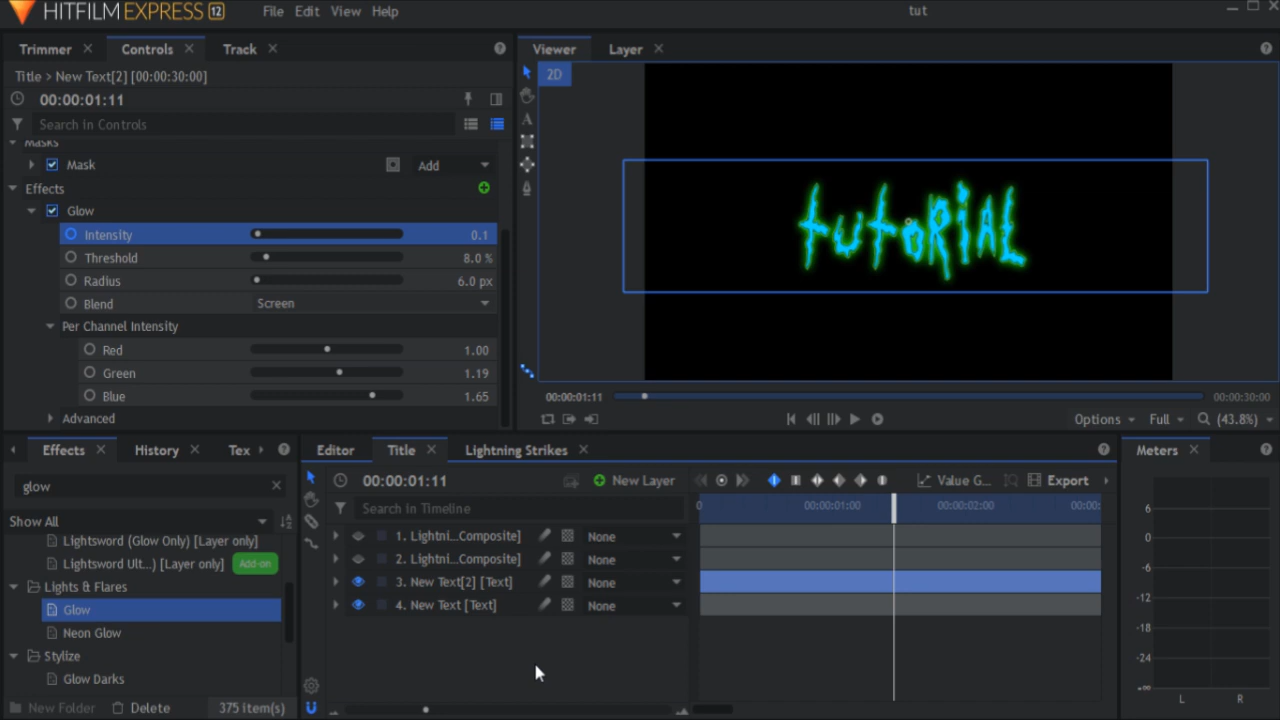 HITFILM EXPRESS 12
File Edit View Help
tut
Trimmer Controls Track
Title > New Text[2] [00:00:30:00]
00:00:01:11
Search in Controls
Masks
Mask Add
Effects
Glow
Intensity 0.1
Threshold 8.0 %
Radius 6.0 px
Blend Screen
Per Channel Intensity
Red 1.00
Green 1.19
Blue 1.65
Advanced
Viewer Layer
2D
tutoRiAL
00:00:01:11 00:00:30:00
Options Full (43.8%)
Effects History Tex
glow
Show All
Lightsword (Glow Only) [Layer only]
Lightsword Ult...) [Layer only] Add-on
Lights & Flares
Glow
Neon Glow
Stylize
Glow Darks
New Folder Delete 375 item(s)
Editor Title Lightning Strikes
00:00:01:11 New Layer Value G... Export
Search in Timeline
0 00:00:01:00 00:00:02:00 00:00:
1. Lightni...Composite] None
2. Lightni...Composite] None
3. New Text[2] [Text] None
4. New Text [Text] None
Meters
6
0
-6
-12
-18
-24
-∞
L R